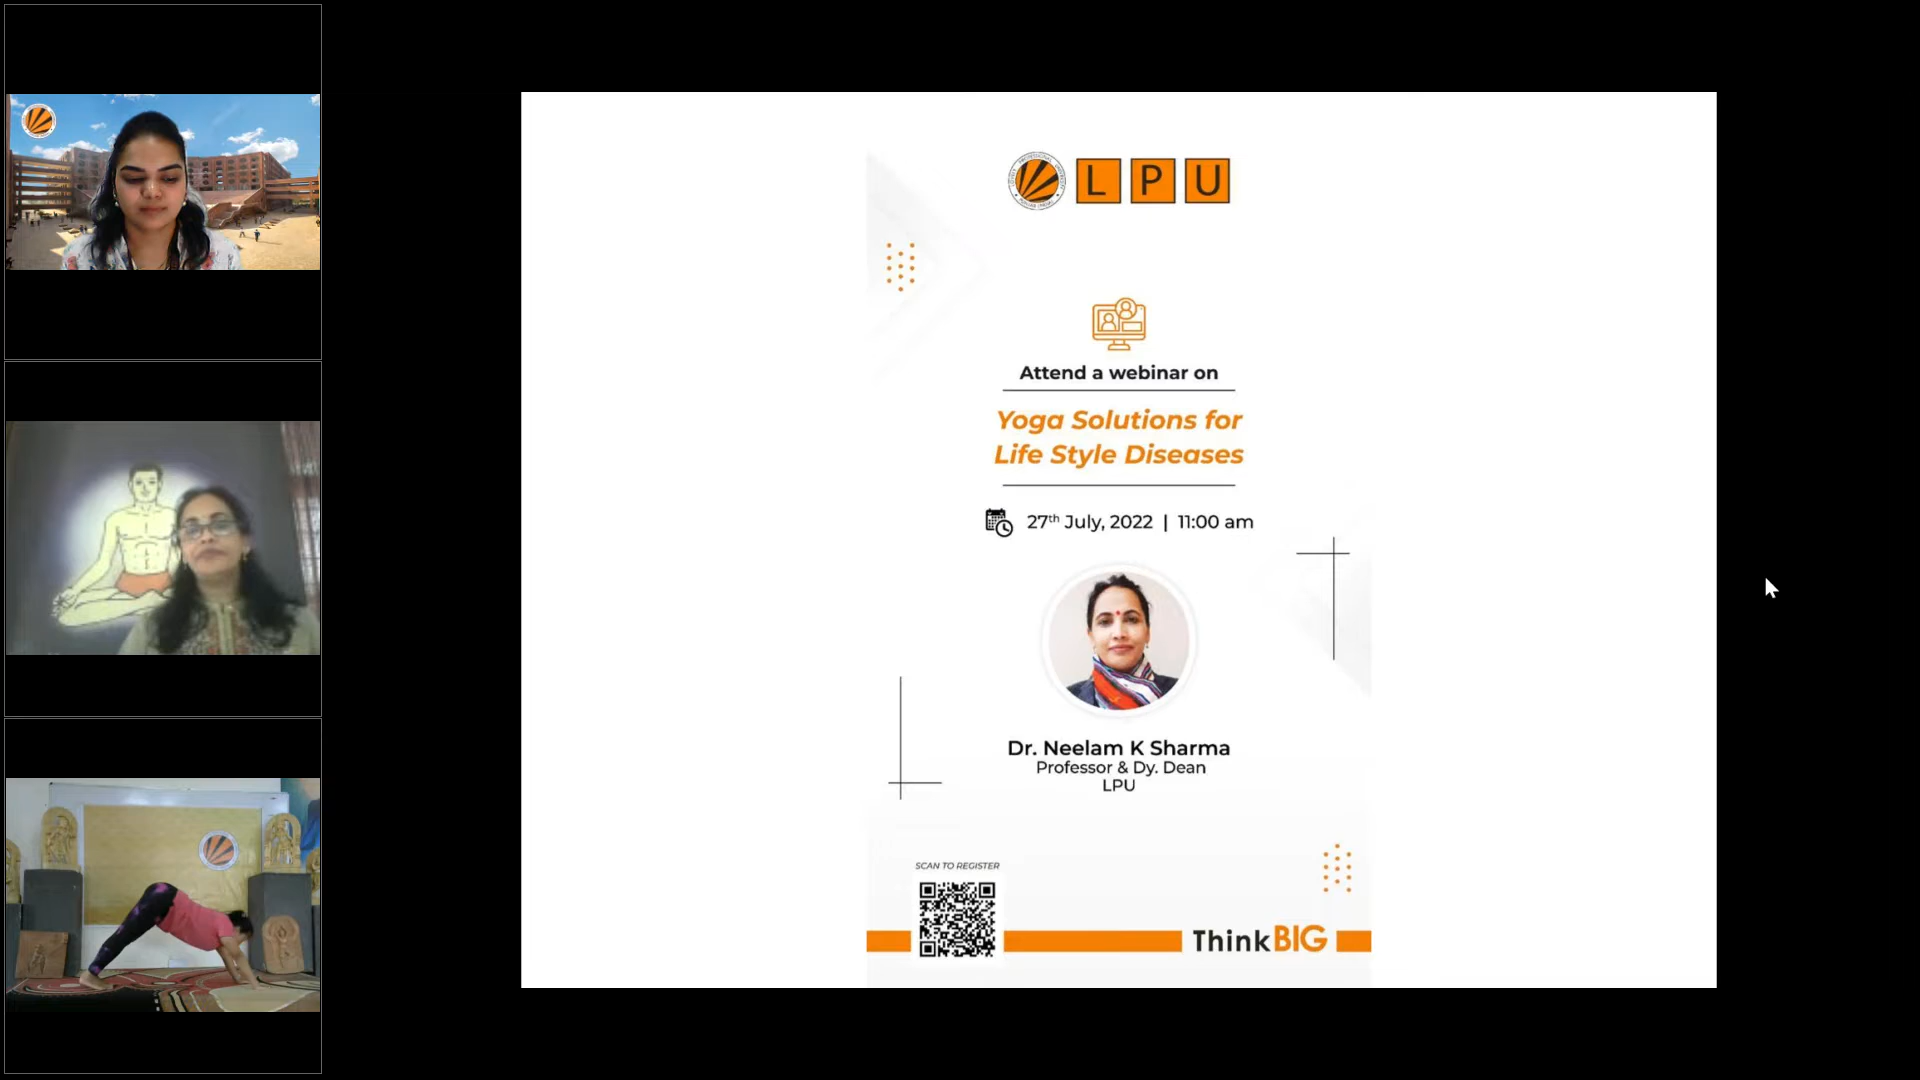 L P U
Attend a webinar on
Yoga Solutions for
Life Style Diseases
27th July, 2022 | 11:00 am
Dr. Neelam K Sharma
Professor & Dy. Dean
LPU
SCAN TO REGISTER
ThinkBIG